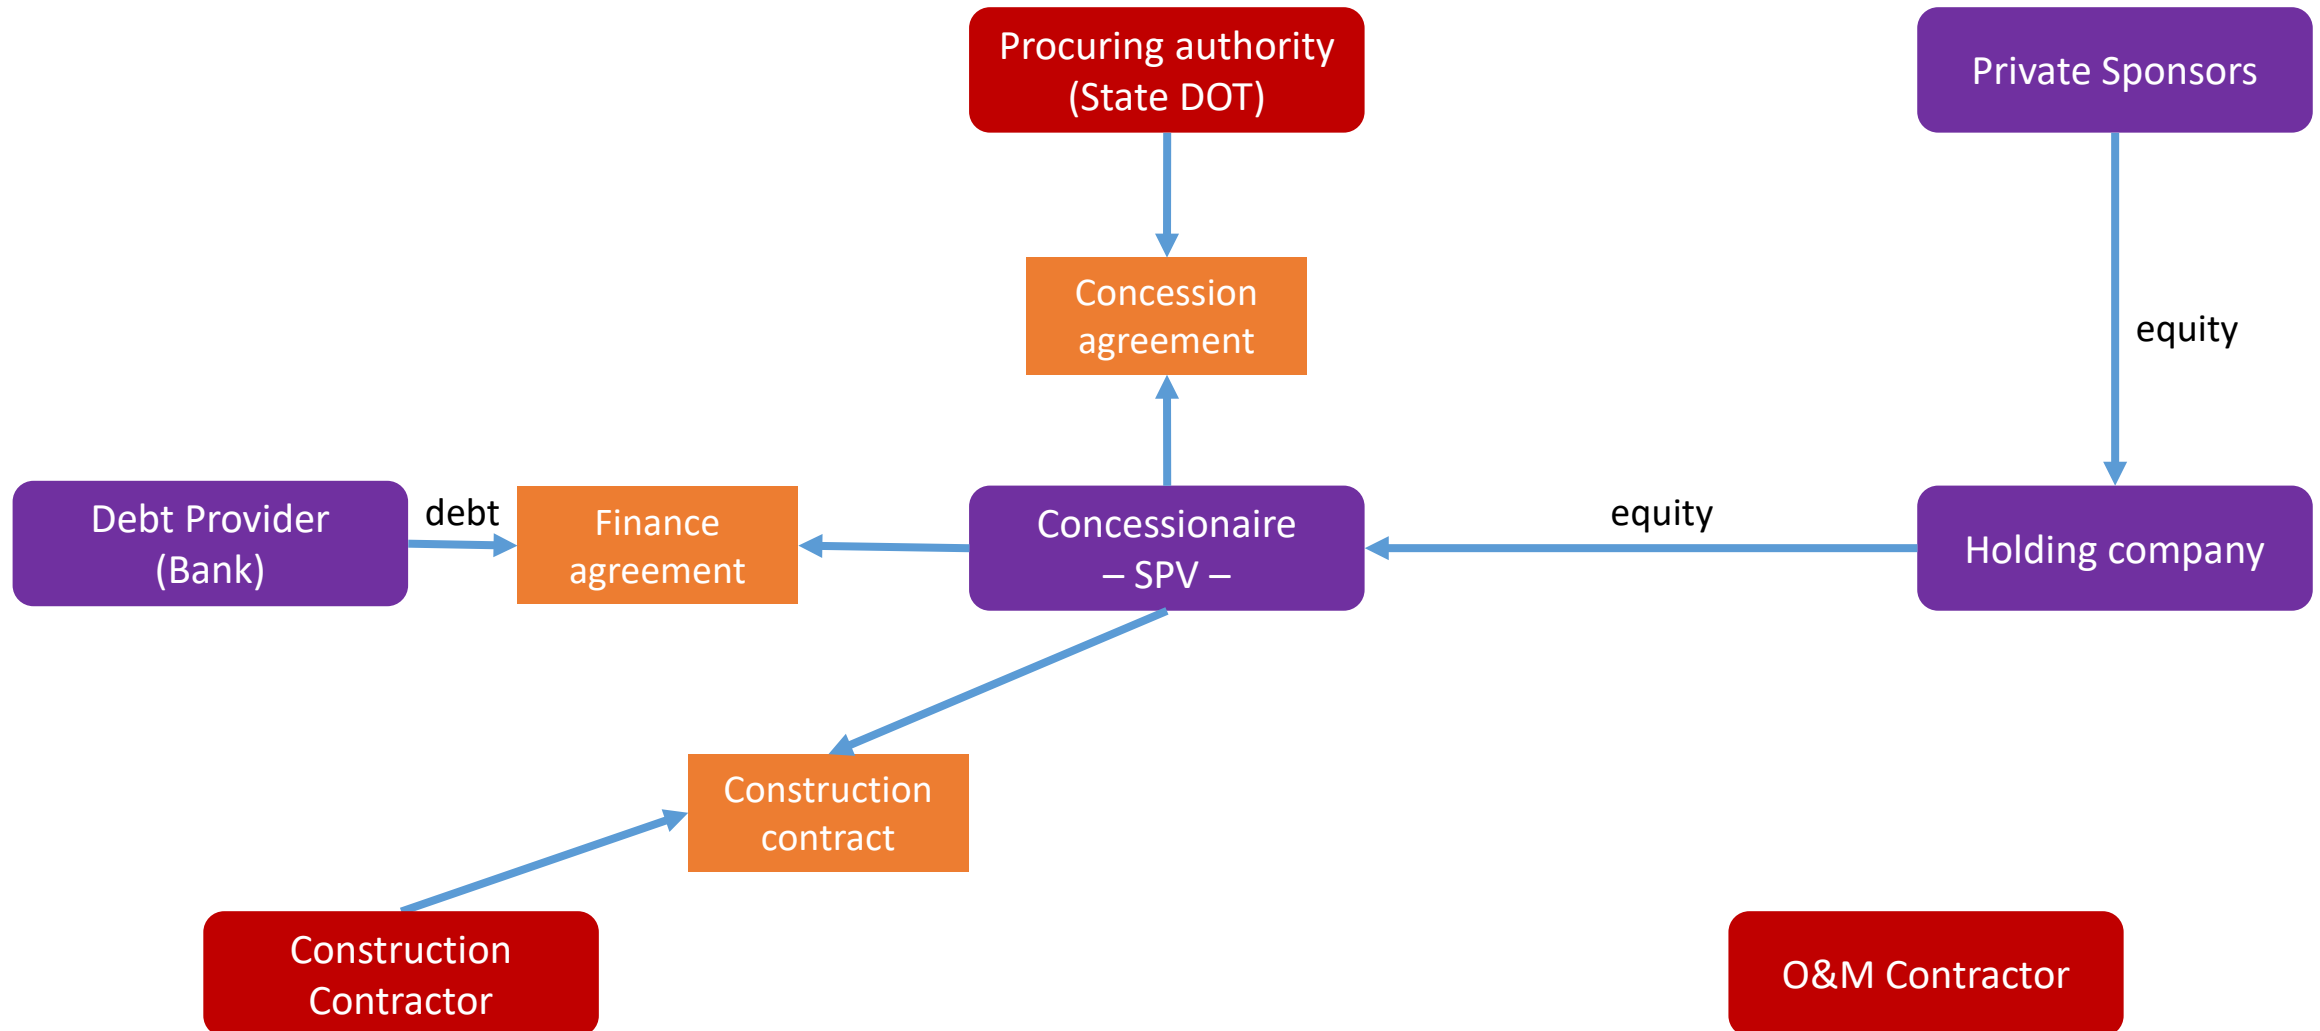 Procuring authority
(State DOT)
Private Sponsors
Concession
agreement
equity
Debt Provider
(Bank)
debt
Finance
agreement
Concessionaire
– SPV –
equity
Holding company
Construction
contract
Construction
Contractor
O&M Contractor